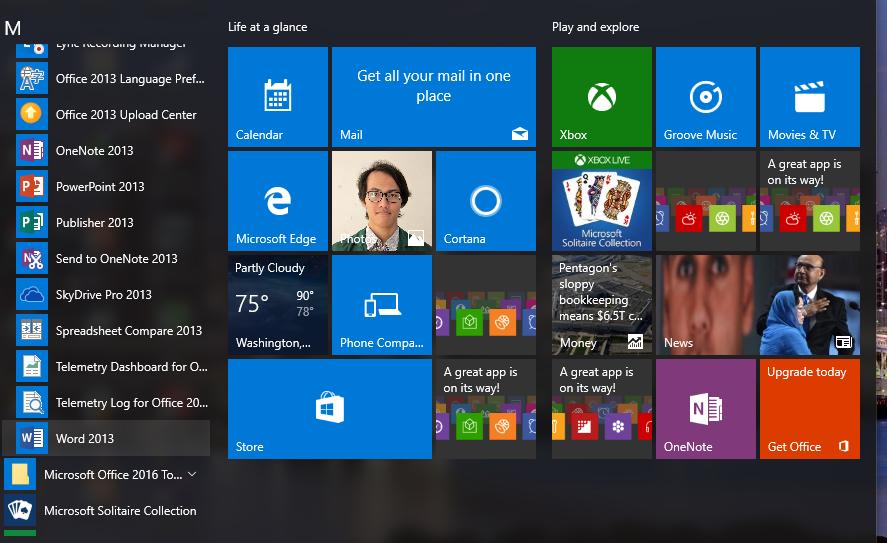 M
Lync Recording Manager
Office 2013 Language Pref...
Office 2013 Upload Center
OneNote 2013
PowerPoint 2013
Publisher 2013
Send to OneNote 2013
SkyDrive Pro 2013
Spreadsheet Compare 2013
Telemetry Dashboard for O...
Telemetry Log for Office 20...
Word 2013
Microsoft Office 2016 To...
Microsoft Solitaire Collection
Life at a glance
Calendar
Get all your mail in one
place
Mail
Microsoft Edge
Photos
Cortana
Partly Cloudy
75°
90°
78°
Washington,...
Phone Compa...
Store
A great app is
on its way!
Play and explore
Xbox
Groove Music
Movies & TV
XBOX LIVE
Microsoft
Solitaire Collection
A great app is
on its way!
Pentagon's
sloppy
bookkeeping
means $6.5T c...
Money
News
A great app is
on its way!
OneNote
Upgrade today
Get Office